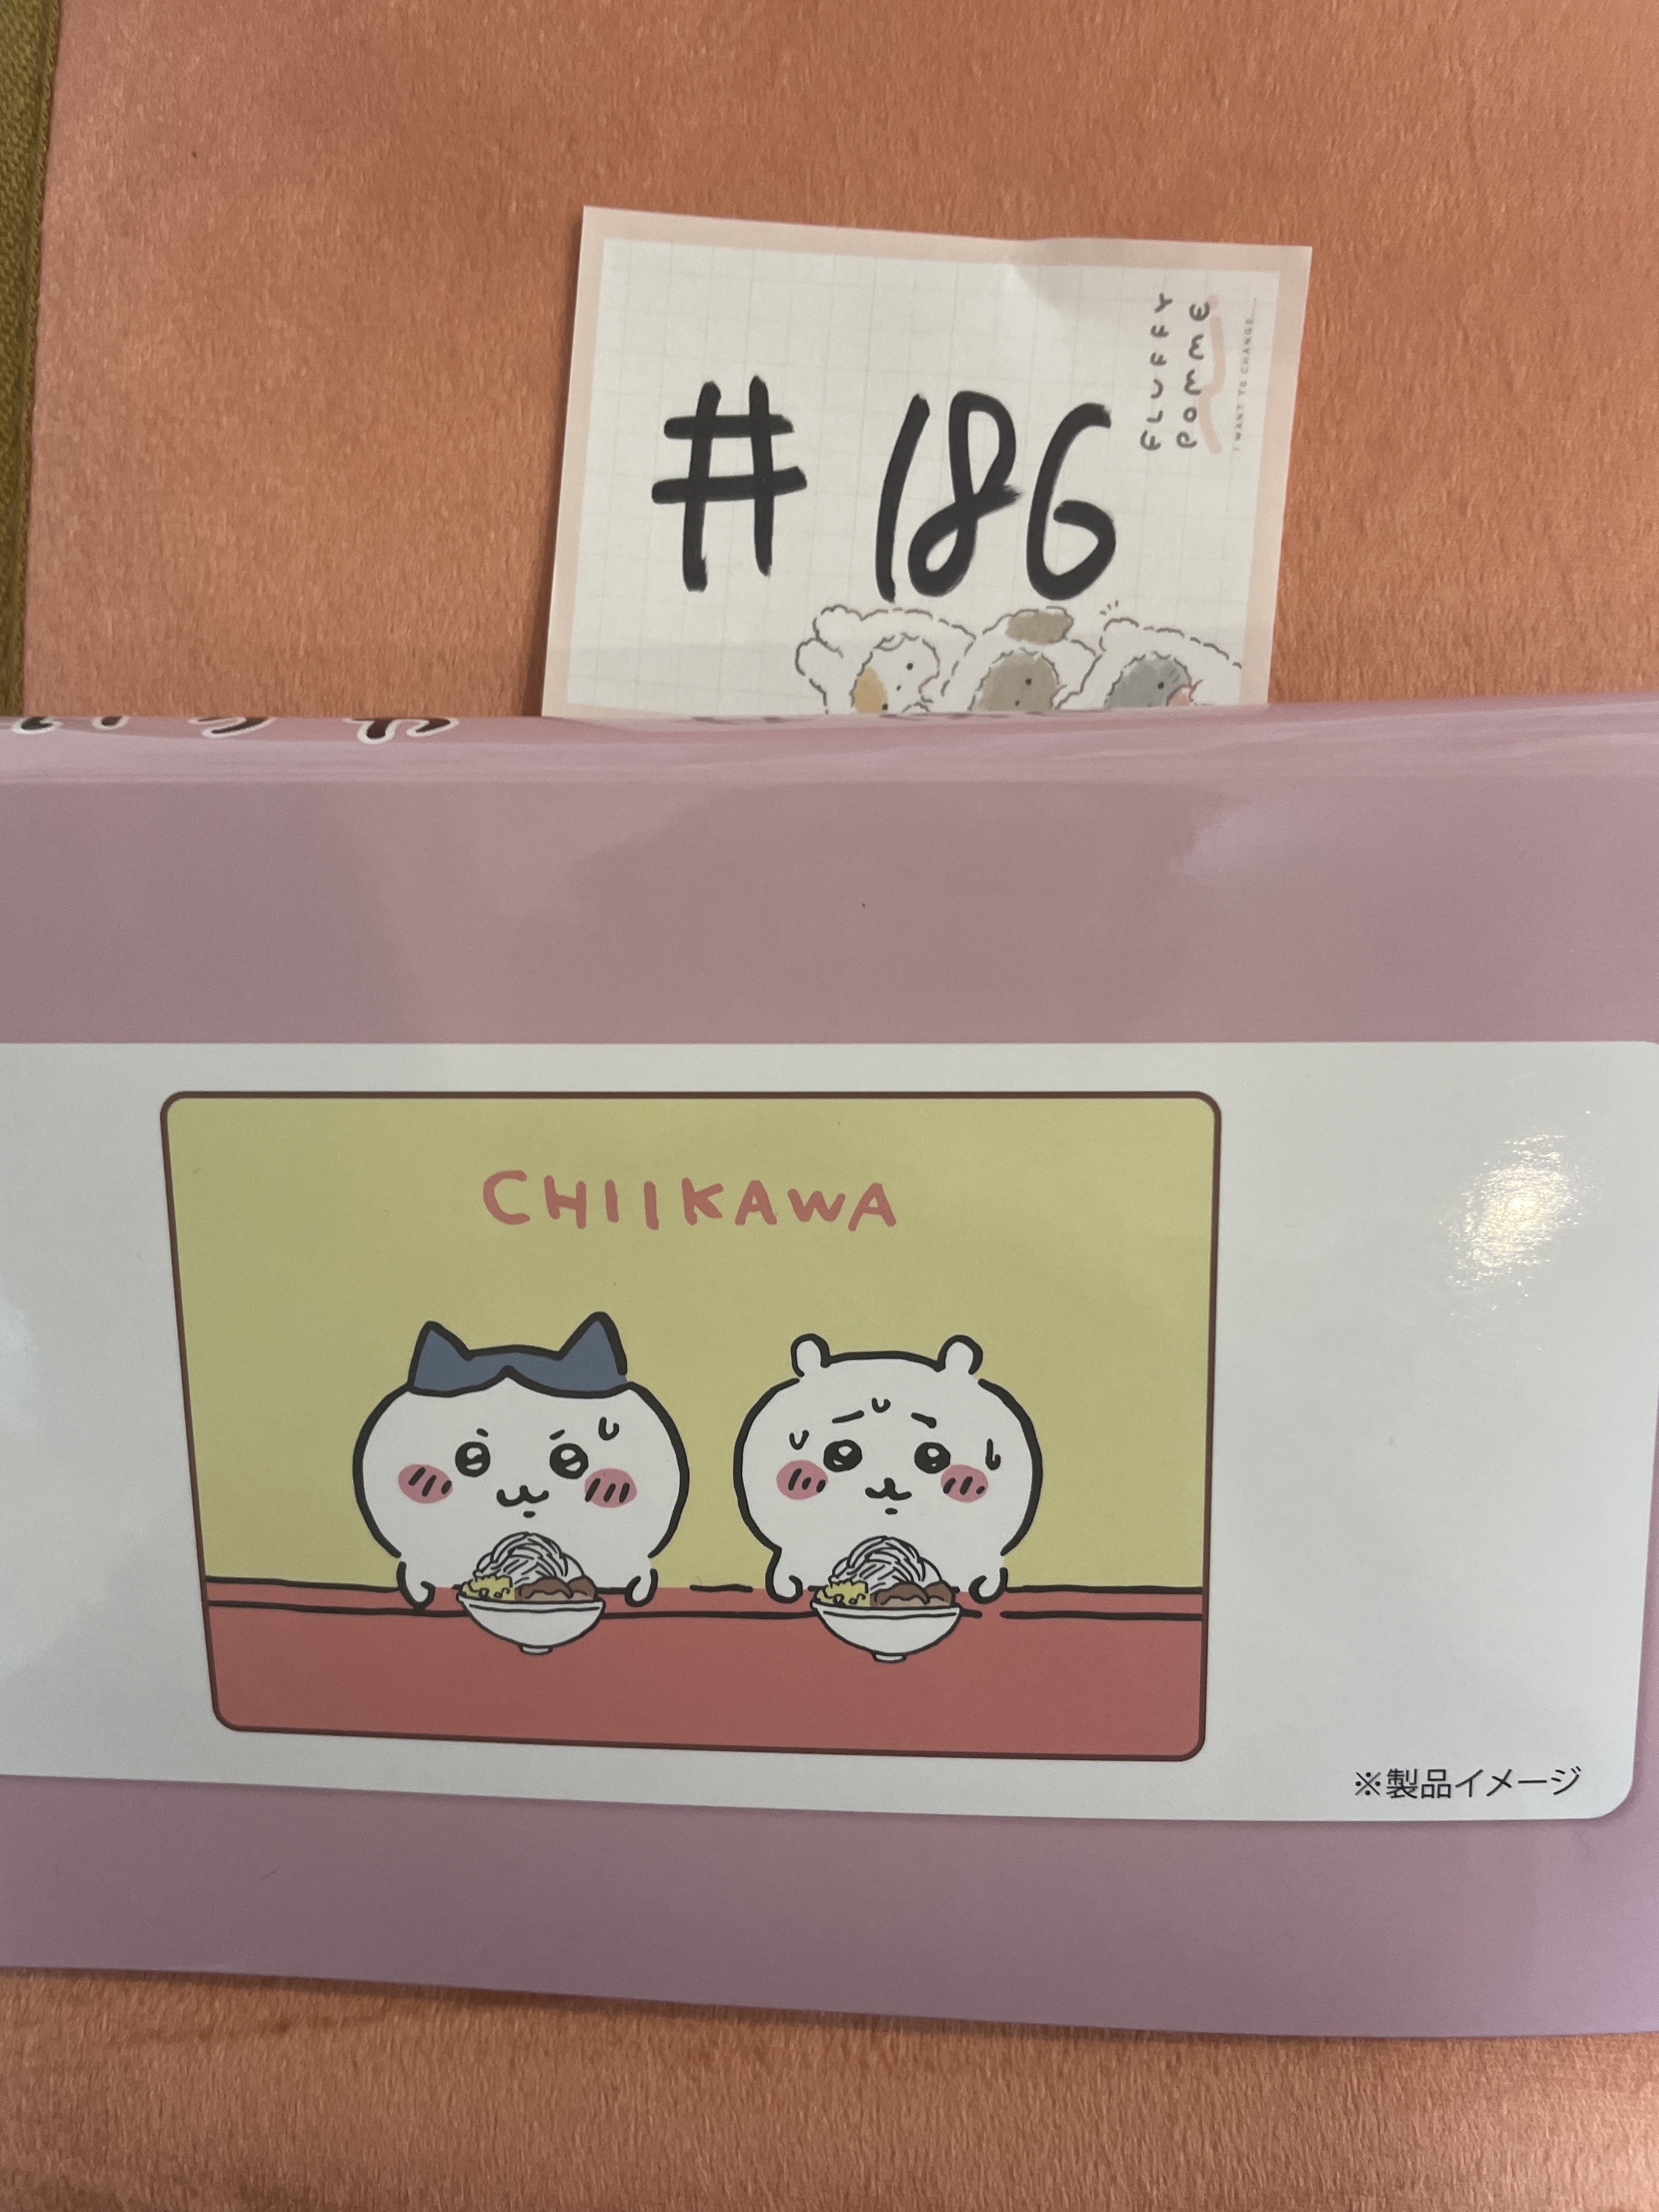 # 186
FLUFFY
POMME
I WANT TO CHANGE....
CHIIKAWA
※製品イメージ